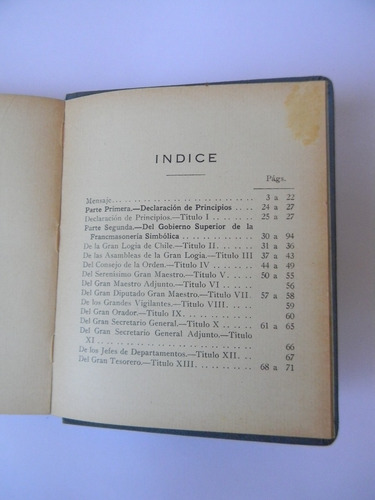 INDICE
Págs.
Mensaje........................ 3 a 22
Parte Primera.—Declaración de Principios .... 24 a 27
Declaración de Principios.—Título I ...... 25 a 27
Parte Segunda.—Del Gobierno Superior de la
Francmasonería Simbólica ............ 30 a 94
De la Gran Logia de Chile.—Título II...... 31 a 36
De las Asambleas de la Gran Logia.—Título III 37 a 43
Del Consejo de la Orden.—Título IV ...... 44 a 49
Del Serenísimo Gran Maestro.—Título V.... 50 a 55
Del Gran Maestro Adjunto.—Título VI ...... 56
Del Gran Diputado Gran Maestro.—Título VII 57 a 58
De los Grandes Vigilantes.—Título VIII...... 59
Del Gran Orador.—Título IX............ 60
Del Gran Secretario General.—Título X .... 61 a 65
Del Gran Secretario General Adjunto.—Título
XI ........................ 66
De los Jefes de Departamentos.—Título XII.. 67
Del Gran Tesorero.—Título XIII.......... 68 a 71